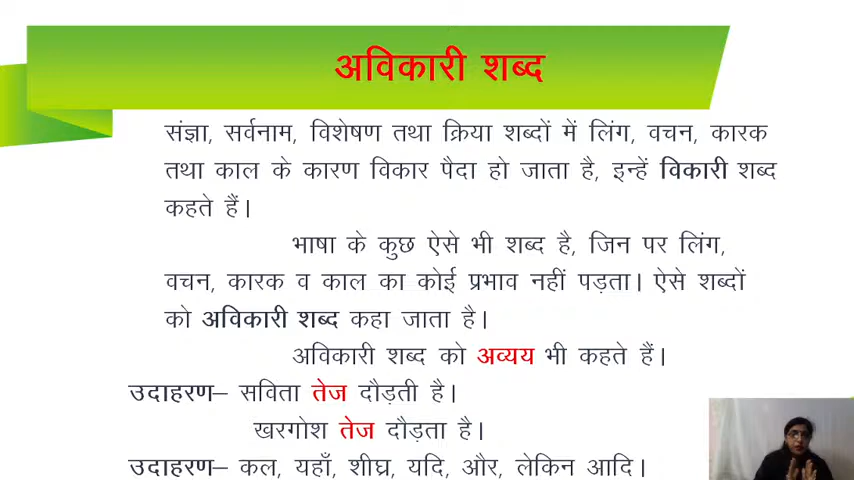 अविकारी शब्द
संज्ञा, सर्वनाम, विशेषण तथा क्रिया शब्दों में लिंग, वचन, कारक
तथा काल के कारण विकार पैदा हो जाता है, इन्हें विकारी शब्द
कहते हैं।
भाषा के कुछ ऐसे भी शब्द है, जिन पर लिंग,
वचन, कारक व काल का कोई प्रभाव नहीं पड़ता। ऐसे शब्दों
को अविकारी शब्द कहा जाता है।
अविकारी शब्द को अव्यय भी कहते हैं।
उदाहरण– सविता तेज दौड़ती है।
खरगोश तेज दौड़ता है।
उदाहरण– कल, यहाँ, शीघ्र, यदि, और, लेकिन आदि।